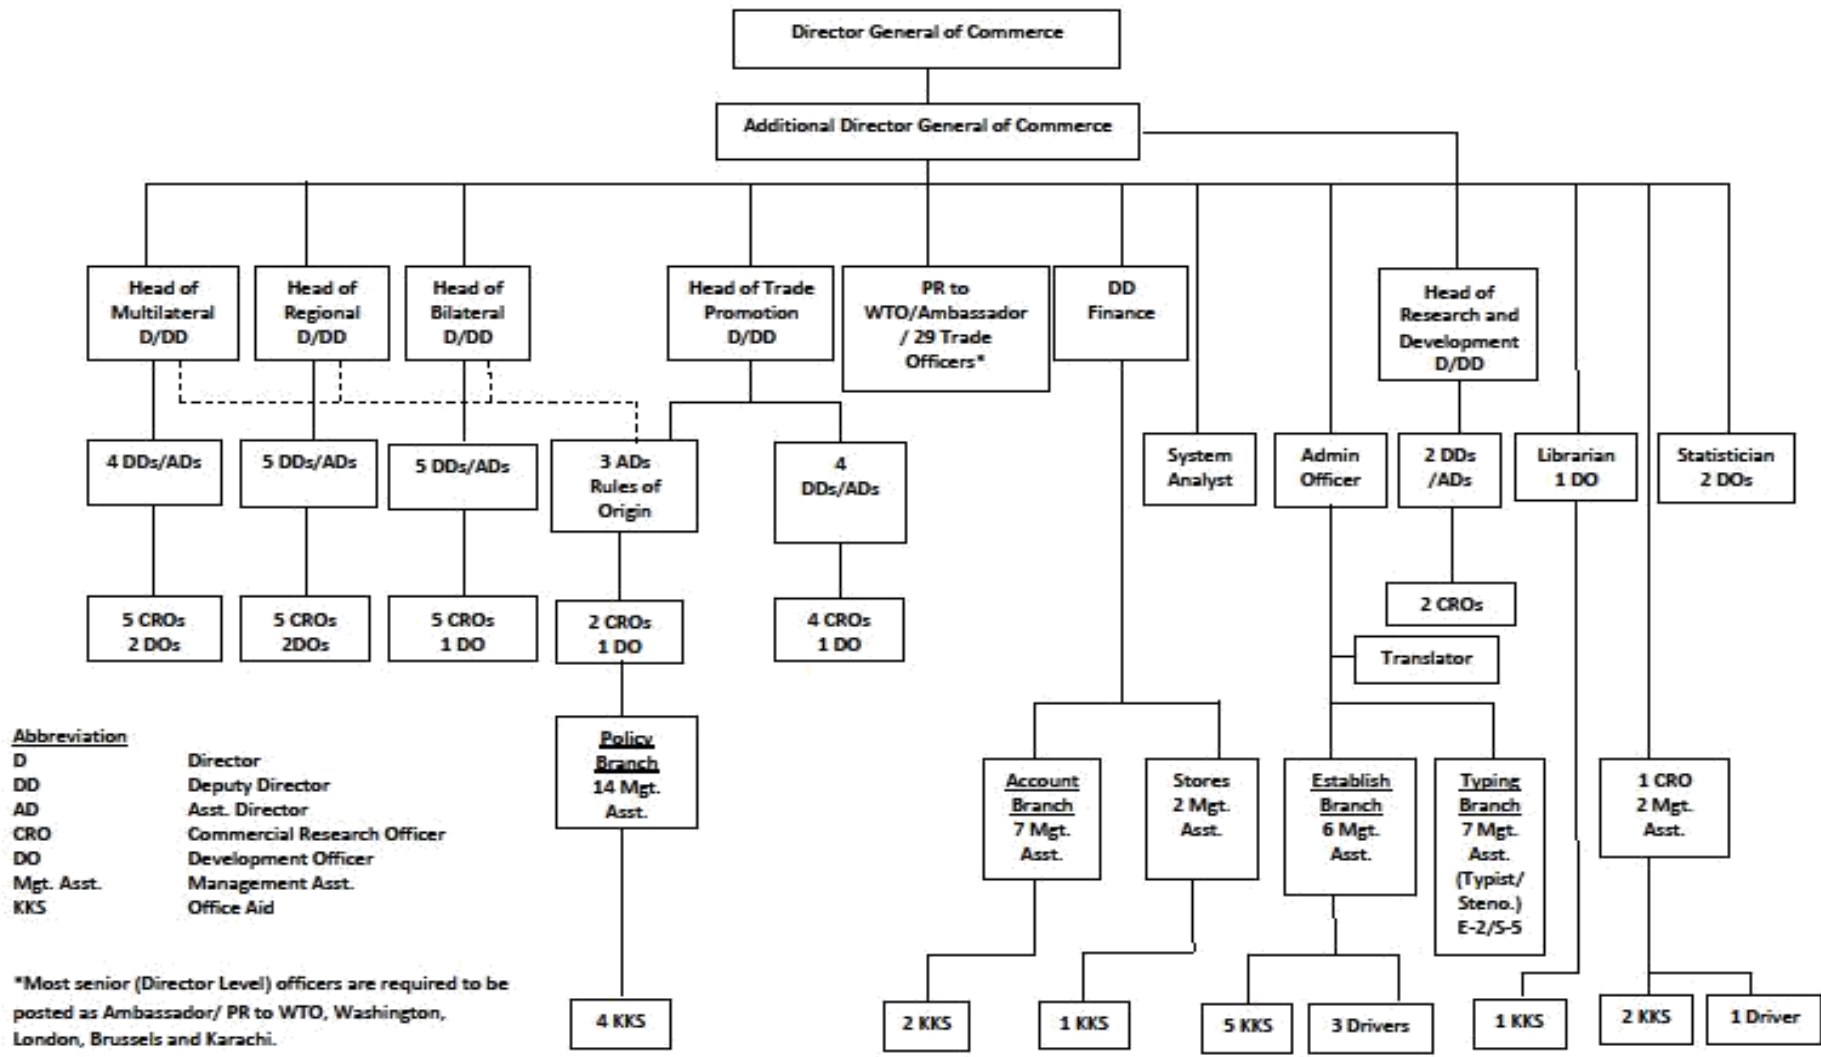 Director General of Commerce
Additional Director General of Commerce
Head of
Multilateral
D/DD
Head of
Regional
D/DD
Head of
Bilateral
D/DD
Head of Trade
Promotion
D/DD
PR to
WTO/Ambassador
/ 29 Trade
Officers*
DD
Finance
Head of
Research and
Development
D/DD
4 DDs/ADs
5 DDs/ADs
5 DDs/ADs
3 ADs
Rules of
Origin
4
DDs/ADs
System
Analyst
Admin
Officer
2 DDs
/ADs
Librarian
1 DO
Statistician
2 DOs
5 CROs
2 DOs
5 CROs
2DOs
5 CROs
1 DO
2 CROs
1 DO
4 CROs
1 DO
2 CROs
Translator
Policy
Branch
14 Mgt.
Asst.
Account
Branch
7 Mgt.
Asst.
Stores
2 Mgt.
Asst.
Establish
Branch
6 Mgt.
Asst.
Typing
Branch
7 Mgt.
Asst.
(Typist/
Steno.)
E-2/S-5
1 CRO
2 Mgt.
Asst.
4 KKS
2 KKS
1 KKS
5 KKS
3 Drivers
1 KKS
2 KKS
1 Driver
Abbreviation
D Director
DD Deputy Director
AD Asst. Director
CRO Commercial Research Officer
DO Development Officer
Mgt. Asst. Management Asst.
KKS Office Aid
*Most senior (Director Level) officers are required to be
posted as Ambassador/ PR to WTO, Washington,
London, Brussels and Karachi.